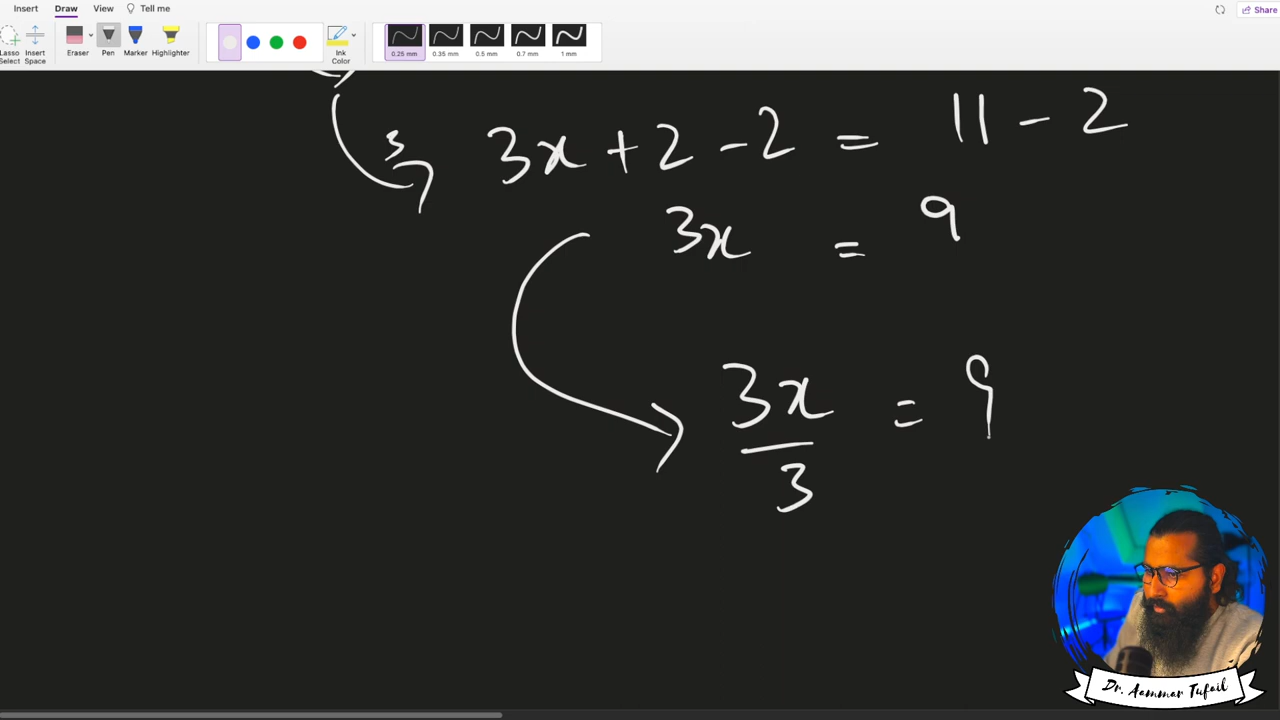 Insert Draw View Tell me Share
Lasso Select Insert Space Eraser Pen Marker Highlighter Ink Color 0.25 mm 0.35 mm 0.5 mm 0.7 mm 1 mm
3 3x + 2 - 2 = 11 - 2
3x = 9
3x/3 = 9
Dr. Aammar Tufail